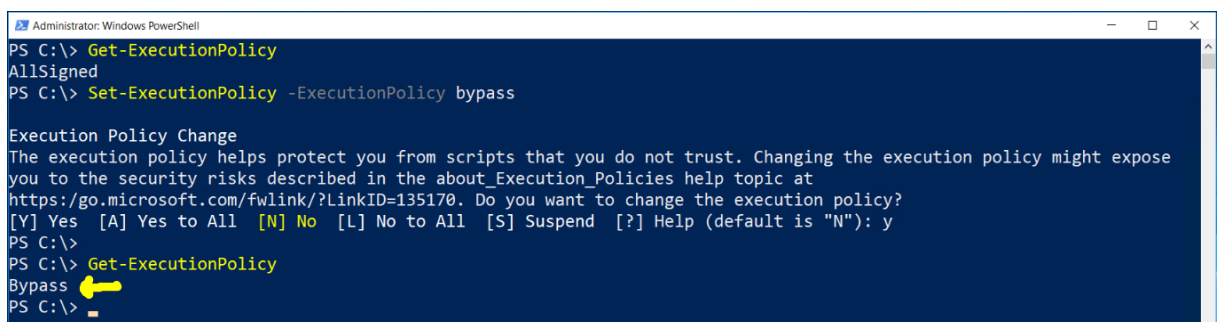 Administrator: Windows PowerShell
PS C:\> Get-ExecutionPolicy
AllSigned
PS C:\> Set-ExecutionPolicy -ExecutionPolicy bypass
Execution Policy Change
The execution policy helps protect you from scripts that you do not trust. Changing the execution policy might expose
you to the security risks described in the about_Execution_Policies help topic at
https:/go.microsoft.com/fwlink/?LinkID=135170. Do you want to change the execution policy?
[Y] Yes  [A] Yes to All  [N] No  [L] No to All  [S] Suspend  [?] Help (default is "N"): y
PS C:\>
PS C:\> Get-ExecutionPolicy
Bypass
PS C:\>